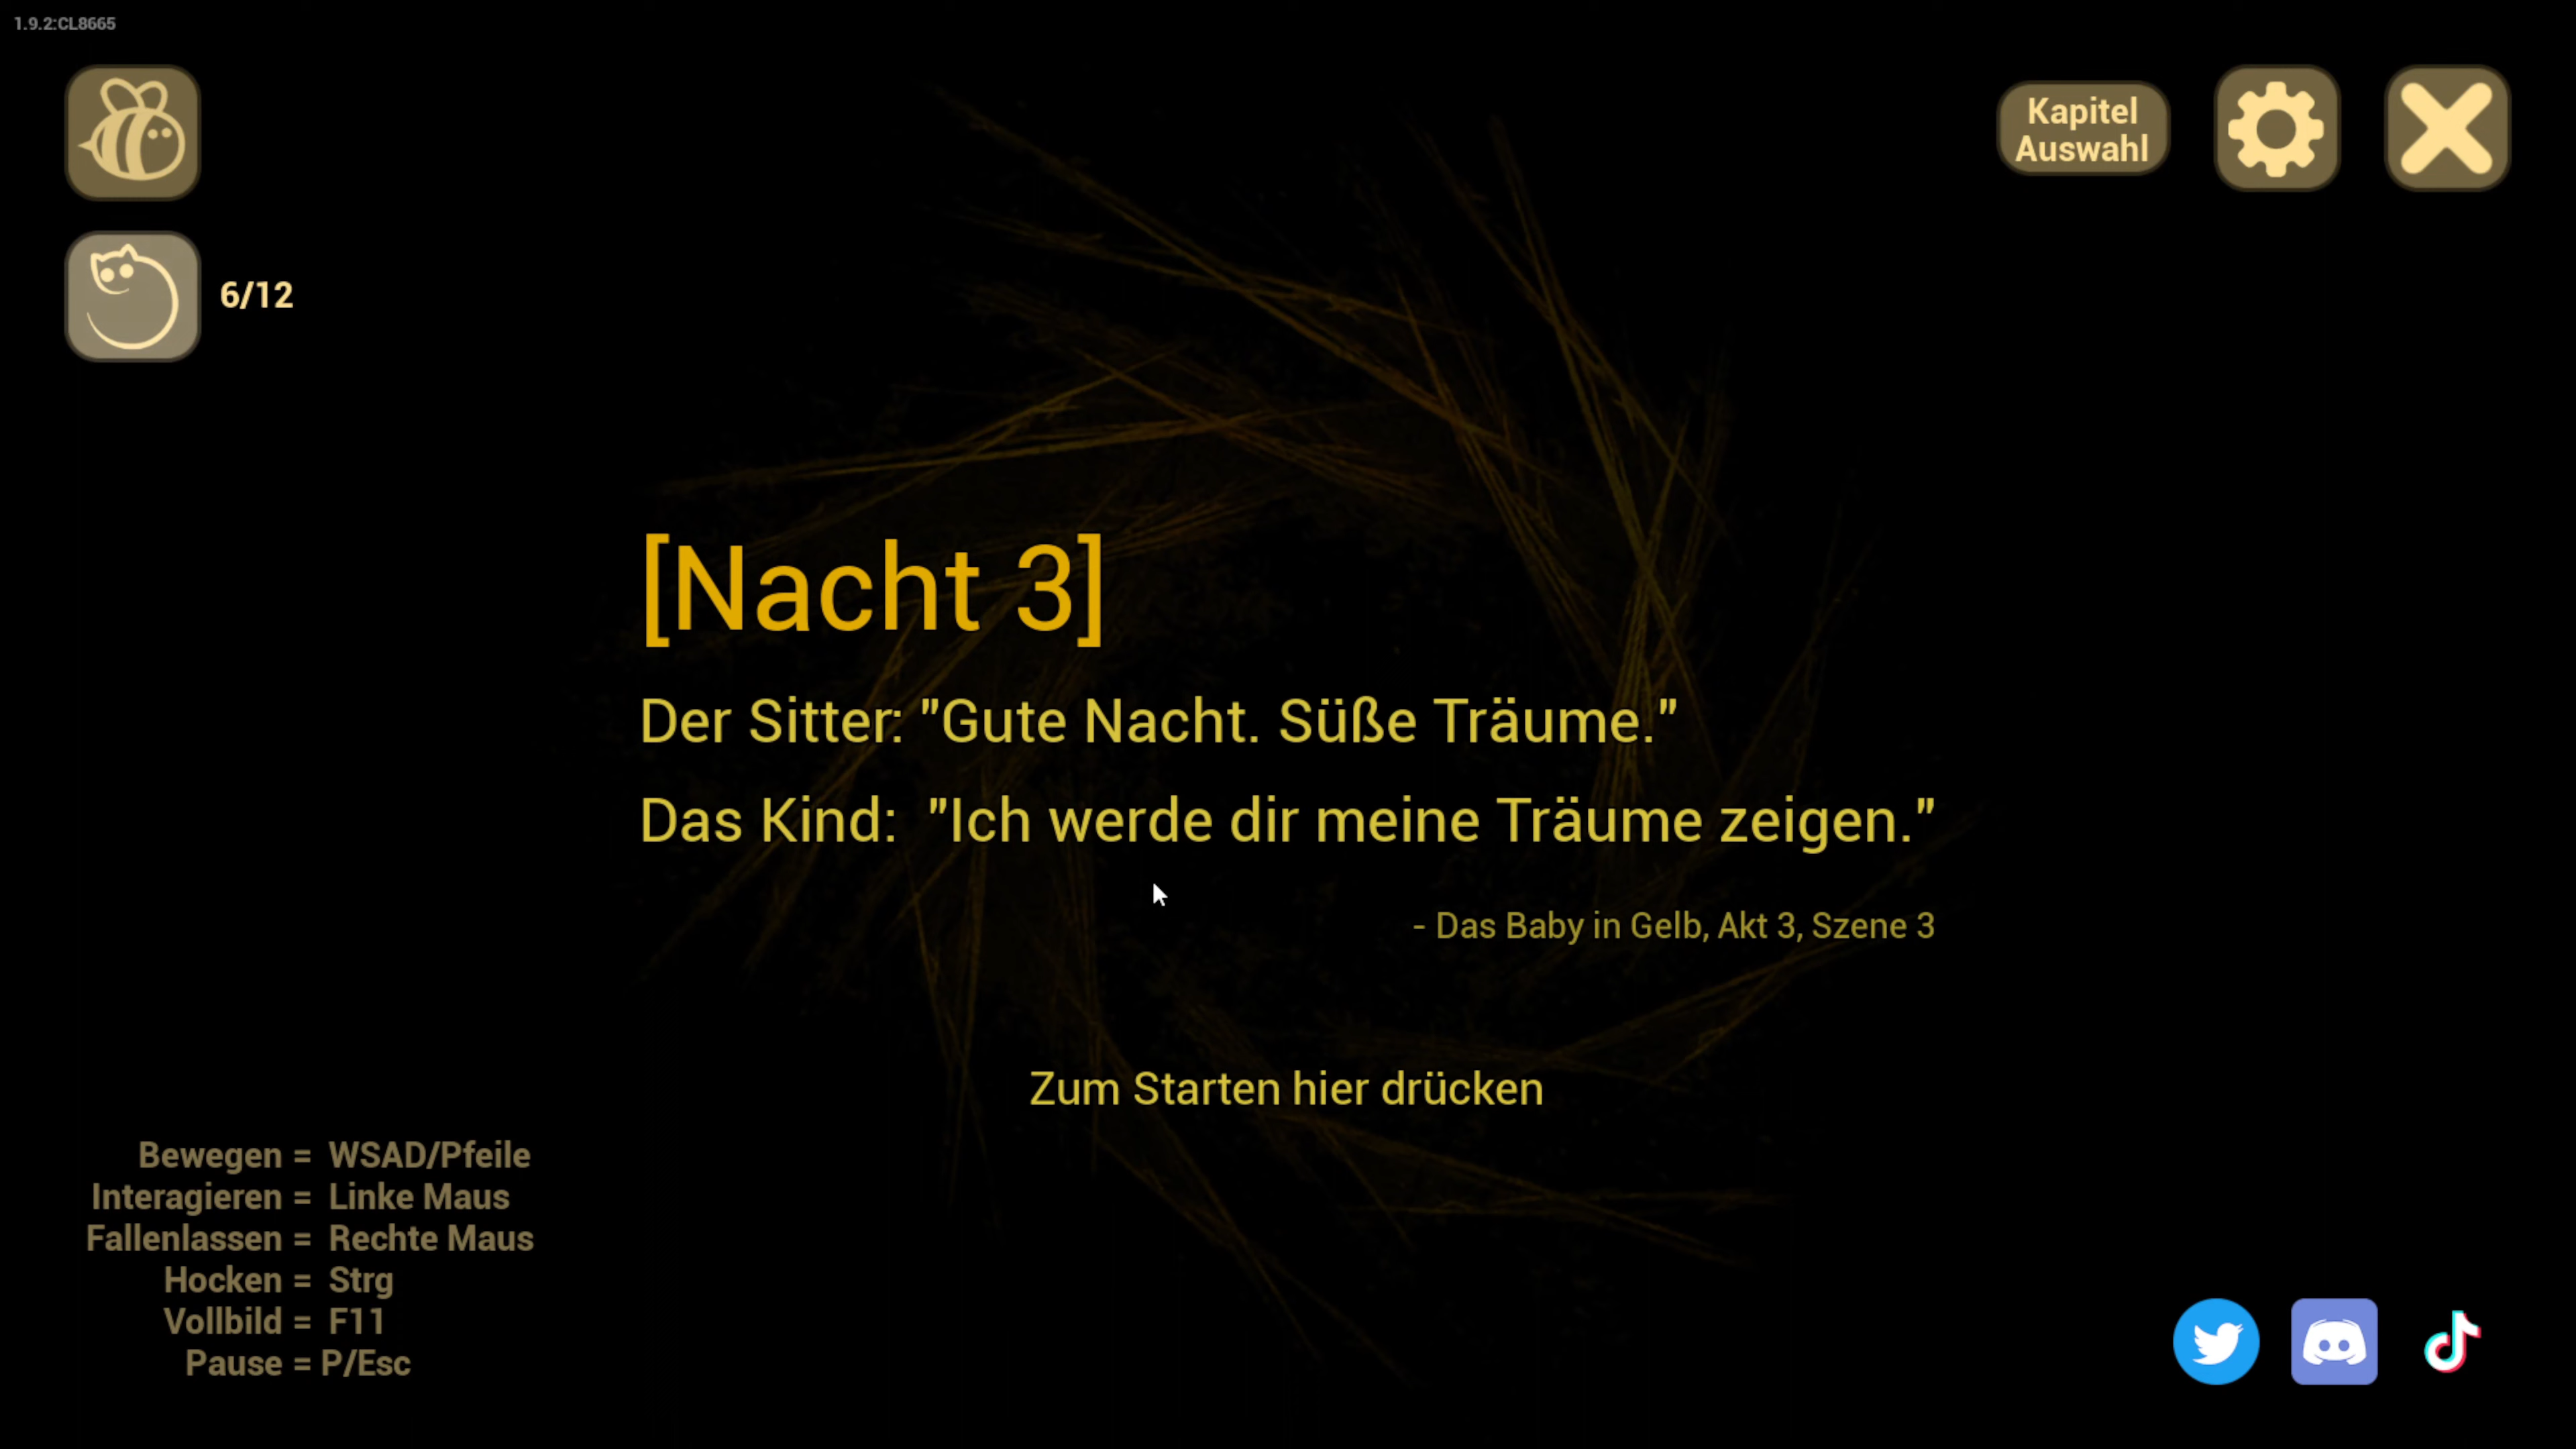 1.9.2:CL8665
Kapitel
Auswahl
6/12
[Nacht 3]
Der Sitter: "Gute Nacht. Süße Träume."
Das Kind:  "Ich werde dir meine Träume zeigen."
- Das Baby in Gelb, Akt 3, Szene 3
Zum Starten hier drücken
Bewegen = WSAD/Pfeile
Interagieren = Linke Maus
Fallenlassen = Rechte Maus
Hocken = Strg
Vollbild = F11
Pause = P/Esc